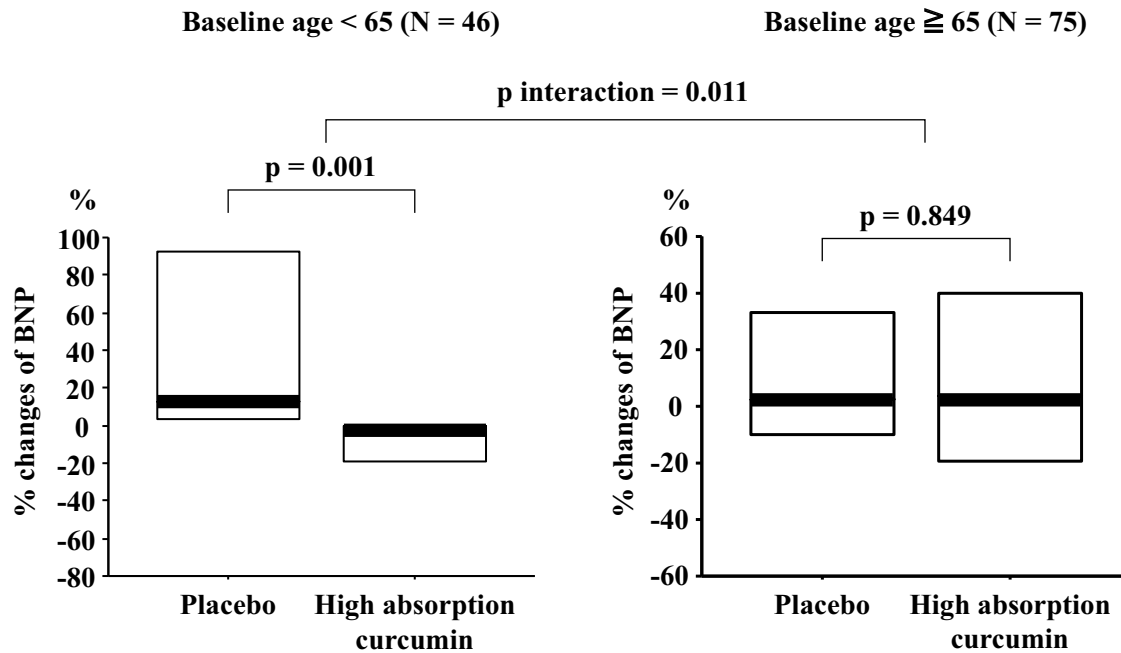 Baseline age < 65 (N = 46)
Baseline age ≧ 65 (N = 75)
p interaction = 0.011
p = 0.001
%
% changes of BNP
100
80
60
40
20
0
-20
-40
-60
-80
Placebo
High absorption
curcumin
%
p = 0.849
% changes of BNP
60
40
20
0
-20
-40
-60
Placebo
High absorption
curcumin